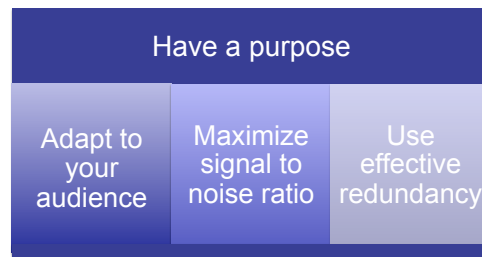 Have a purpose
Adapt to
your
audience
Maximize
signal to
noise ratio
Use
effective
redundancy